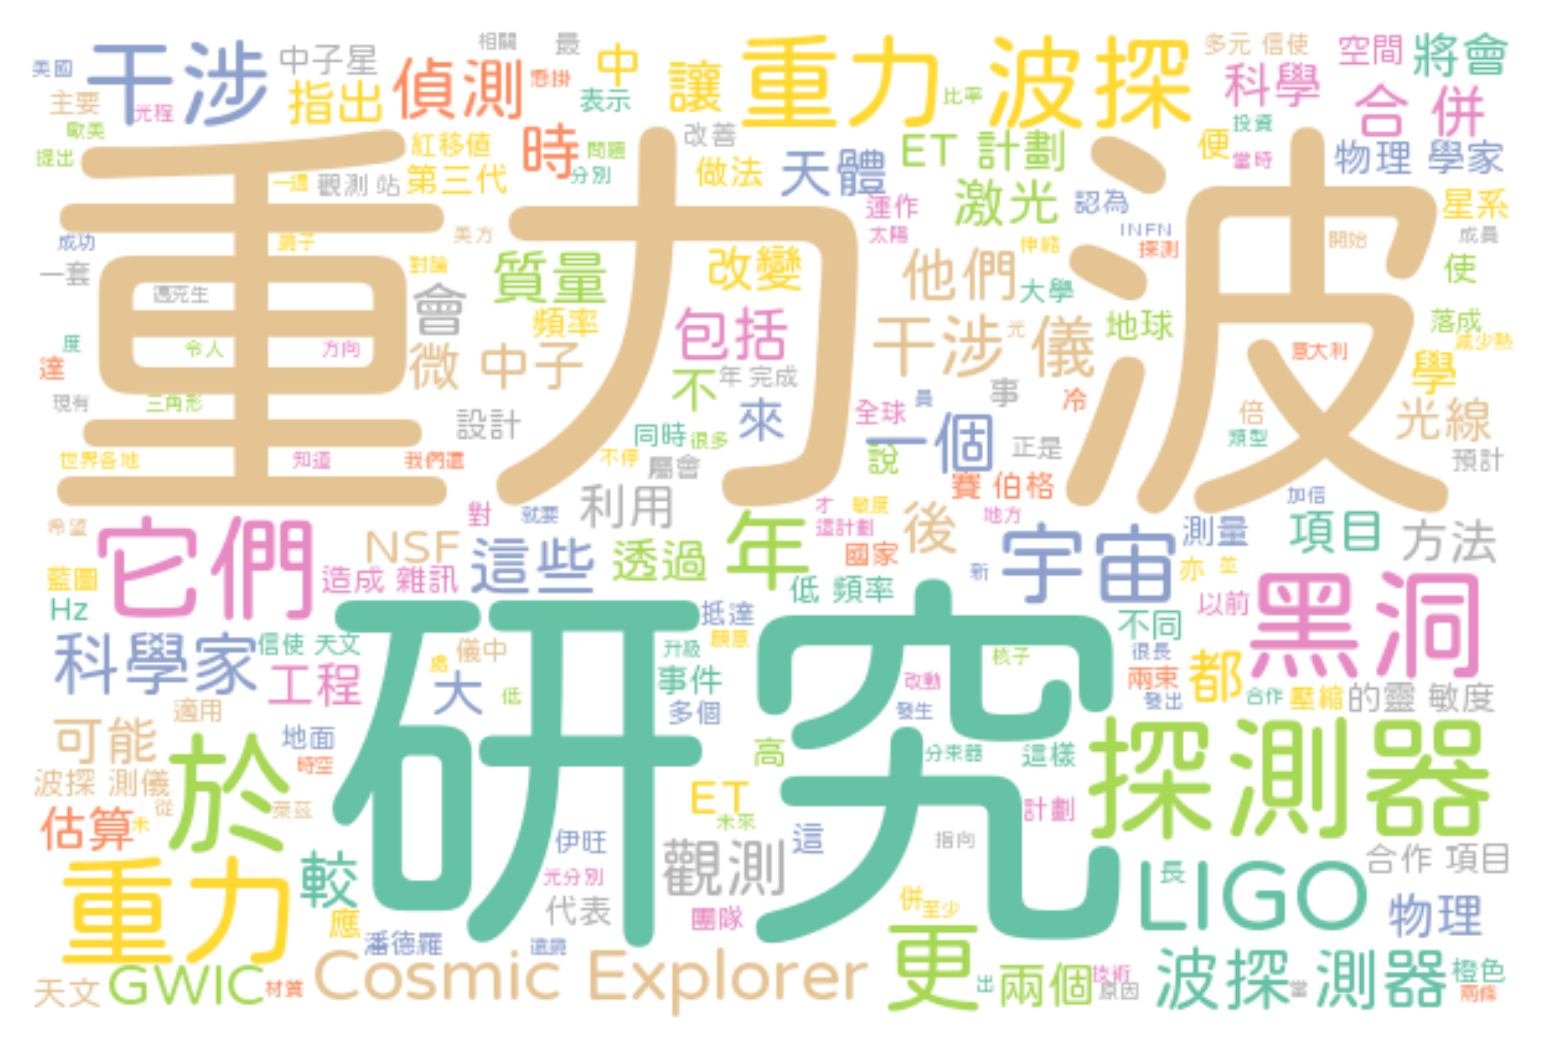 美國 干涉 中子星 相關 最 中 重力 波探 多元 信使 空間 將會
主要 光程 指出 偵測 懸掛 表示 讓 比率 科學 合 併
歐美 紅移值 時 問題 改善 ET 計劃 便 投資 物理 學家
提出 一週 觀測 站 第三代 分別 做法 天體 激光 當時
重力波
成功 鏡子 美方 運作 認為 星系
太陽 INFN 成員
一套 邁克生 對論 質量 改變 他們 伸縮 探測 開始 使
會 頻率 大學
度 令人 方向 包括 干涉 光 儀 地球 落成
達 微 中子 意大利 減少熱
現有 三角形 不 年 完成 事 冷 學
設計 來 全球 員 倍 光線
世界各地 知道 我們還 同時 很多 一個 正是 類型
不停 屬會 說 預計
希望 對 就要 利用 賽 伯格 加信
才 敏度 地方
它們 NSF 這些 透過 年 這計劃 後 宇宙 測量 項目 方法
藍圖 造成 雜訊 國家 新 亦 並
Hz 研究 抵達 低 頻率 以前 黑洞
科學家 信使 天文 儀中 升級 願意 不同
工程 處 大 低 事件 核子 很長 都
可能 適用 多個 改動 兩束 合作 壓縮 的靈 敏度
地面 發生 發出
波探 測儀 於 時空 高 分束器 這樣 探測器
估算 未 從 萊茲 ET 計劃
伊旺 未來 這 指向
重力 較 光分別 觀測 長 LIGO 合作 項目
應 代表 團隊 併 至少 物理
潘德羅 遠鏡 更
天文 GWIC 材質 Cosmic Explorer 出 兩個 技術 原因 波探 當 測器 橙色
兩條